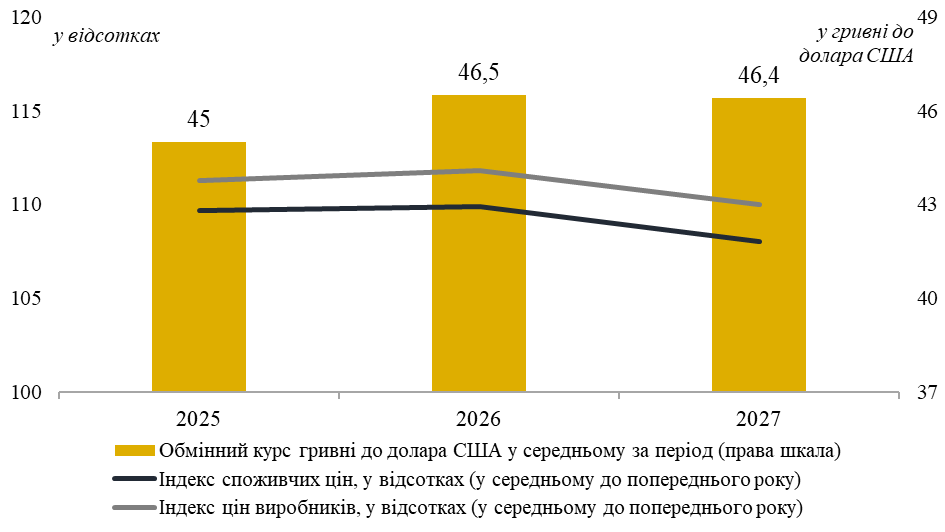 120
49
у відсотках
у гривні до
долара США
46,5
46,4
115
45
46
110
43
105
40
100
37
2025
2026
2027
Обмінний курс гривні до долара США у середньому за період (права шкала)
Індекс споживчих цін, у відсотках (у середньому до попереднього року)
Індекс цін виробників, у відсотках (у середньому до попереднього року)